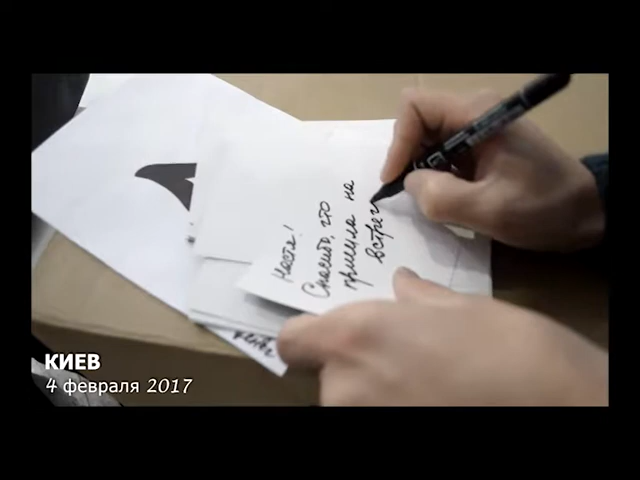 Настя!
Спасибо, что
пришла на
встреч
КИЕВ
4 февраля 2017